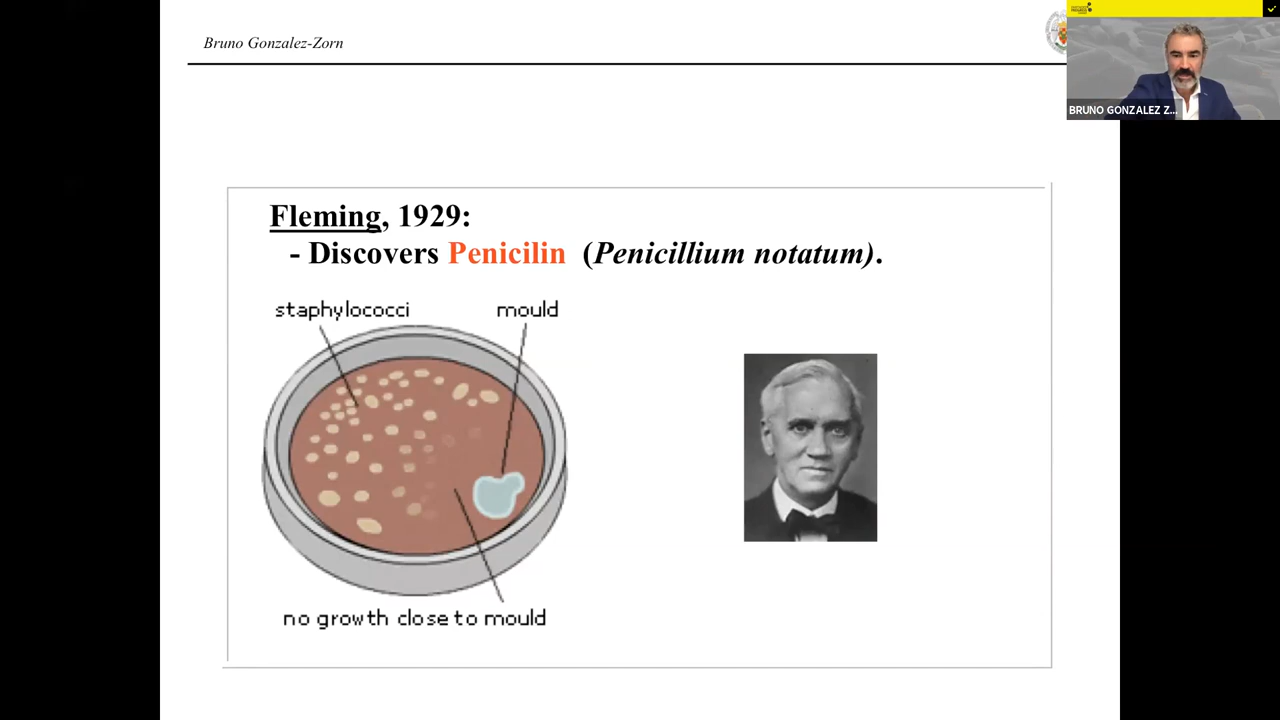 Bruno Gonzalez-Zorn
BRUNO GONZALEZ Z...
Fleming, 1929:
- Discovers Penicilin (Penicillium notatum).
staphylococci
mould
no growth close to mould